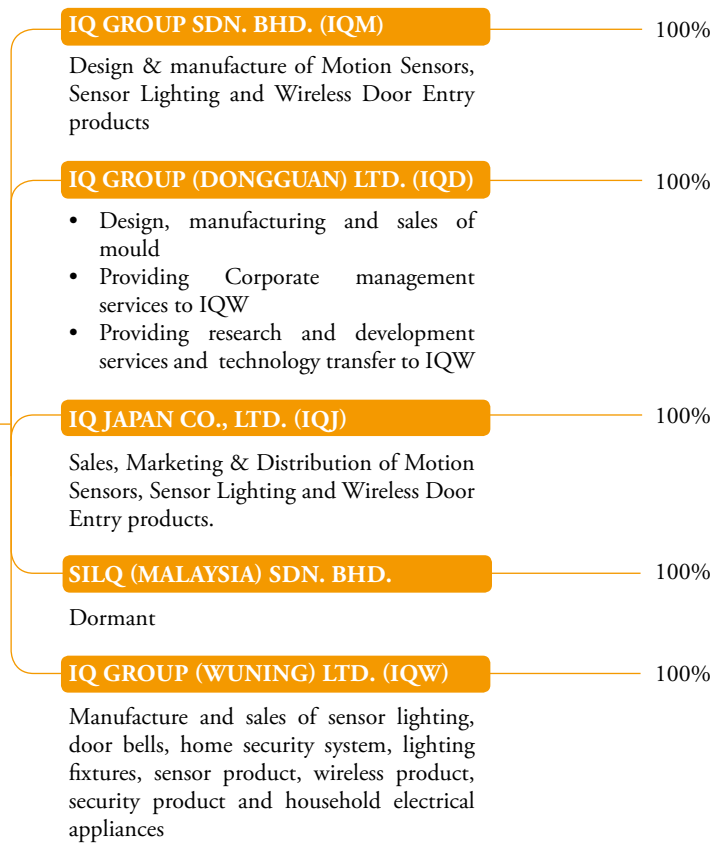 IQ GROUP SDN. BHD. (IQM) 100%
Design & manufacture of Motion Sensors,
Sensor Lighting and Wireless Door Entry
products
IQ GROUP (DONGGUAN) LTD. (IQD) 100%
• Design, manufacturing and sales of
mould
• Providing Corporate management
services to IQW
• Providing research and development
services and technology transfer to IQW
IQ JAPAN CO., LTD. (IQJ) 100%
Sales, Marketing & Distribution of Motion
Sensors, Sensor Lighting and Wireless Door
Entry products.
SILQ (MALAYSIA) SDN. BHD. 100%
Dormant
IQ GROUP (WUNING) LTD. (IQW) 100%
Manufacture and sales of sensor lighting,
door bells, home security system, lighting
fixtures, sensor product, wireless product,
security product and household electrical
appliances